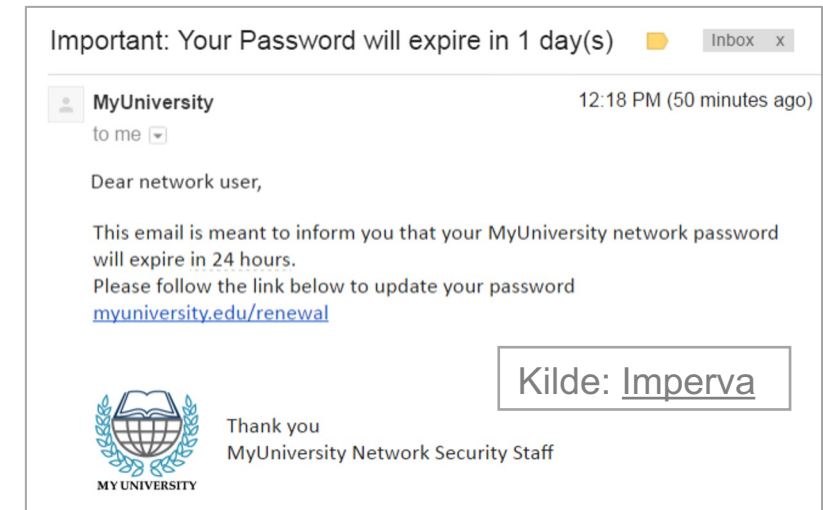 Important: Your Password will expire in 1 day(s)
Inbox x
MyUniversity
12:18 PM (50 minutes ago)
to me
Dear network user,
This email is meant to inform you that your MyUniversity network password
will expire in 24 hours.
Please follow the link below to update your password
myuniversity.edu/renewal
Kilde: Imperva
Thank you
MyUniversity Network Security Staff
MY UNIVERSITY